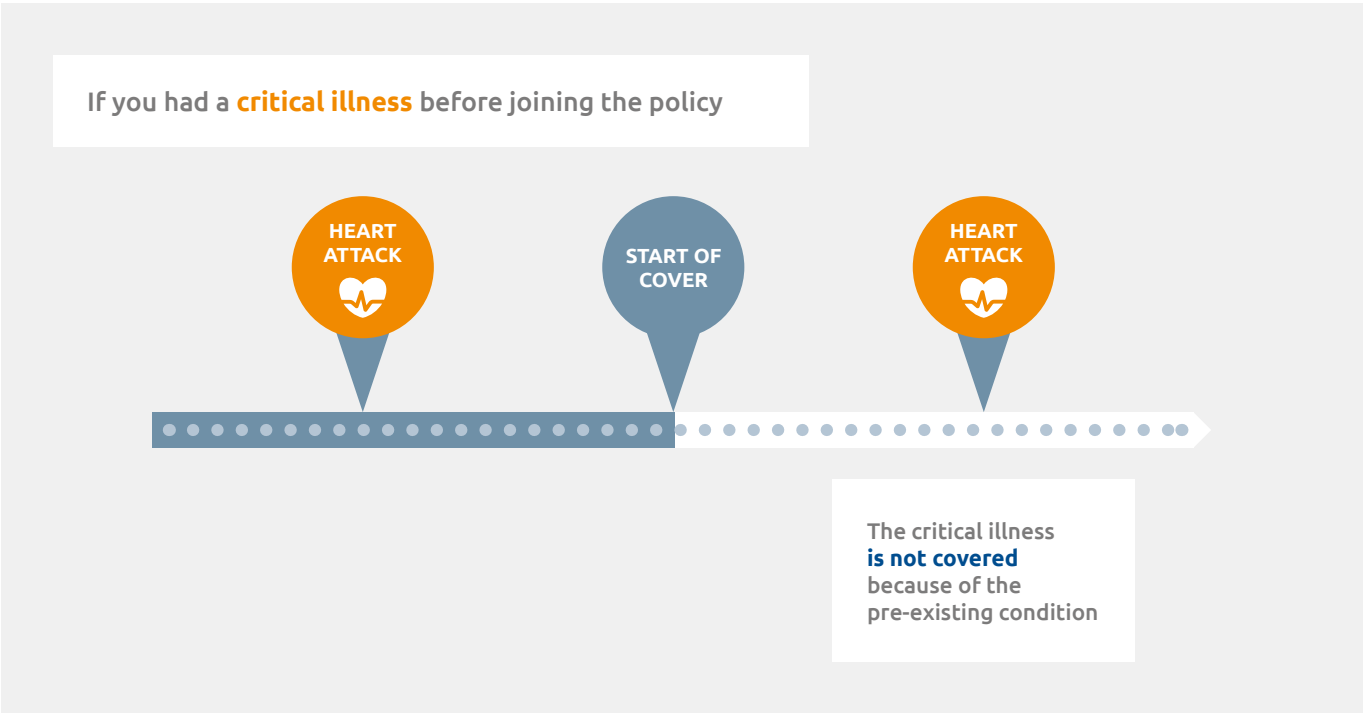 If you had a critical illness before joining the policy
HEART
ATTACK
START OF
COVER
HEART
ATTACK
The critical illness
is not covered
because of the
pre-existing condition